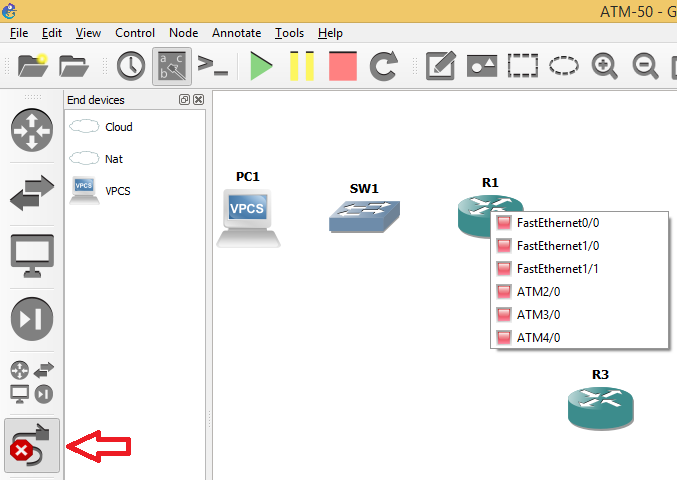 ATM-50 - G
File Edit View Control Node Annotate Tools Help
a c
b
End devices
Cloud
Nat
VPCS
VPCS
PC1
VPCS
SW1
R1
FastEthernet0/0
FastEthernet1/0
FastEthernet1/1
ATM2/0
ATM3/0
ATM4/0
R3